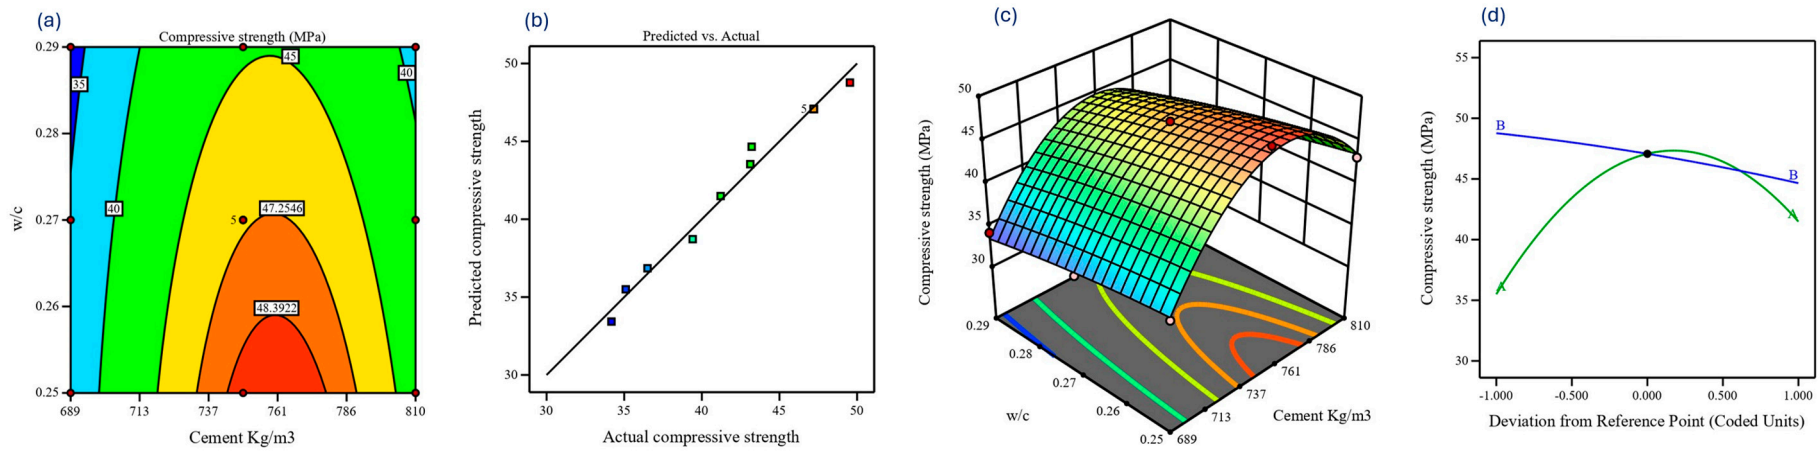 (a)
Compressive strength (MPa)
0.29
0.28
0.27
0.26
0.25
w/c
35
40
45
40
47.2546
5
48.3922
689
713
737
761
786
810
Cement Kg/m3
(b)
Predicted vs. Actual
50
45
40
35
30
Predicted compressive strength
5
30
35
40
45
50
Actual compressive strength
(c)
50
45
40
35
30
Compressive strength (MPa)
0.29
0.28
0.27
0.26
0.25
w/c
689
713
737
761
786
810
Cement Kg/m3
(d)
55
50
45
40
35
30
Compressive strength (MPa)
B
B
A
A
-1.000
-0.500
0.000
0.500
1.000
Deviation from Reference Point (Coded Units)